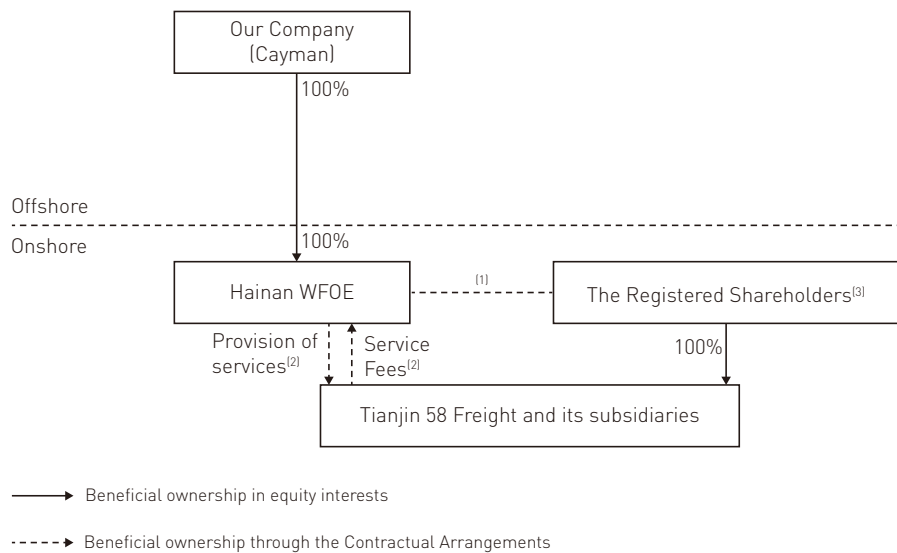 Our Company
(Cayman)
100%
Offshore
Onshore
100%
Hainan WFOE
(1)
The Registered Shareholders(3)
Provision of
services(2)
Service
Fees(2)
100%
Tianjin 58 Freight and its subsidiaries
Beneficial ownership in equity interests
Beneficial ownership through the Contractual Arrangements